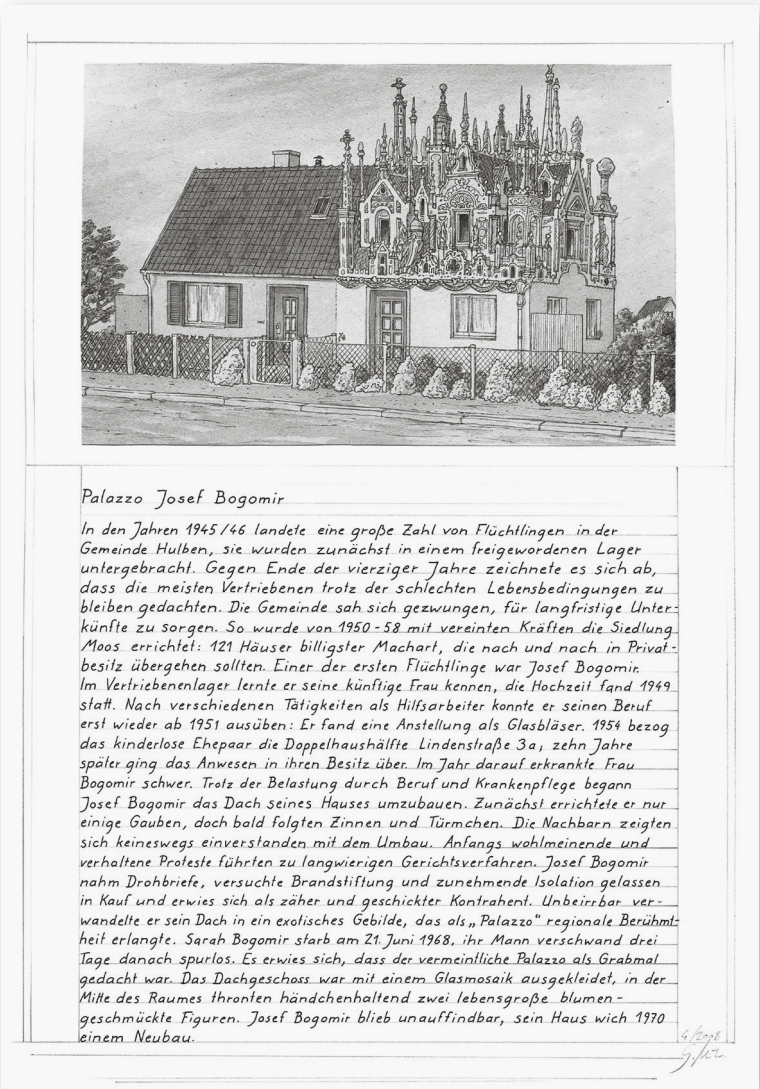 Palazzo Josef Bogomir
In den Jahren 1945/46 landete eine große Zahl von Flüchtlingen in der
Gemeinde Hulben, sie wurden zunächst in einem freigewordenen Lager
untergebracht. Gegen Ende der vierziger Jahre zeichnete es sich ab,
dass die meisten Vertriebenen trotz der schlechten Lebensbedingungen zu
bleiben gedachten. Die Gemeinde sah sich gezwungen, für langfristige Unter-
künfte zu sorgen. So wurde von 1950-58 mit vereinten Kräften die Siedlung
Moos errichtet: 121 Häuser billigster Machart, die nach und nach in Privat-
besitz übergehen sollten. Einer der ersten Flüchtlinge war Josef Bogomir.
Im Vertriebenenlager lernte er seine künftige Frau kennen, die Hochzeit fand 1949
statt. Nach verschiedenen Tätigkeiten als Hilfsarbeiter konnte er seinen Beruf
erst wieder ab 1951 ausüben: Er fand eine Anstellung als Glasbläser. 1954 bezog
das kinderlose Ehepaar die Doppelhaushälfte Lindenstraße 3a; zehn Jahre
später ging das Anwesen in ihren Besitz über. Im Jahr darauf erkrankte Frau
Bogomir schwer. Trotz der Belastung durch Beruf und Krankenpflege begann
Josef Bogomir das Dach seines Hauses umzubauen. Zunächst errichtete er nur
einige Gauben, doch bald folgten Zinnen und Türmchen. Die Nachbarn zeigten
sich keineswegs einverstanden mit dem Umbau. Anfangs wohlmeinende und
verhaltene Proteste führten zu langwierigen Gerichtsverfahren. Josef Bogomir
nahm Drohbriefe, versuchte Brandstiftung und zunehmende Isolation gelassen
in Kauf und erwies sich als zäher und geschickter Kontrahent. Unbeirrbar ver-
wandelte er sein Dach in ein exotisches Gebilde, das als „Palazzo“ regionale Berühmt-
heit erlangte. Sarah Bogomir starb am 21. Juni 1968, ihr Mann verschwand drei
Tage danach spurlos. Es erwies sich, dass der vermeintliche Palazzo als Grabmal
gedacht war. Das Dachgeschoss war mit einem Glasmosaik ausgekleidet, in der
Mitte des Raumes thronten händchenhaltend zwei lebensgroße blumen-
geschmückte Figuren. Josef Bogomir blieb unauffindbar, sein Haus wich 1970
einem Neubau.